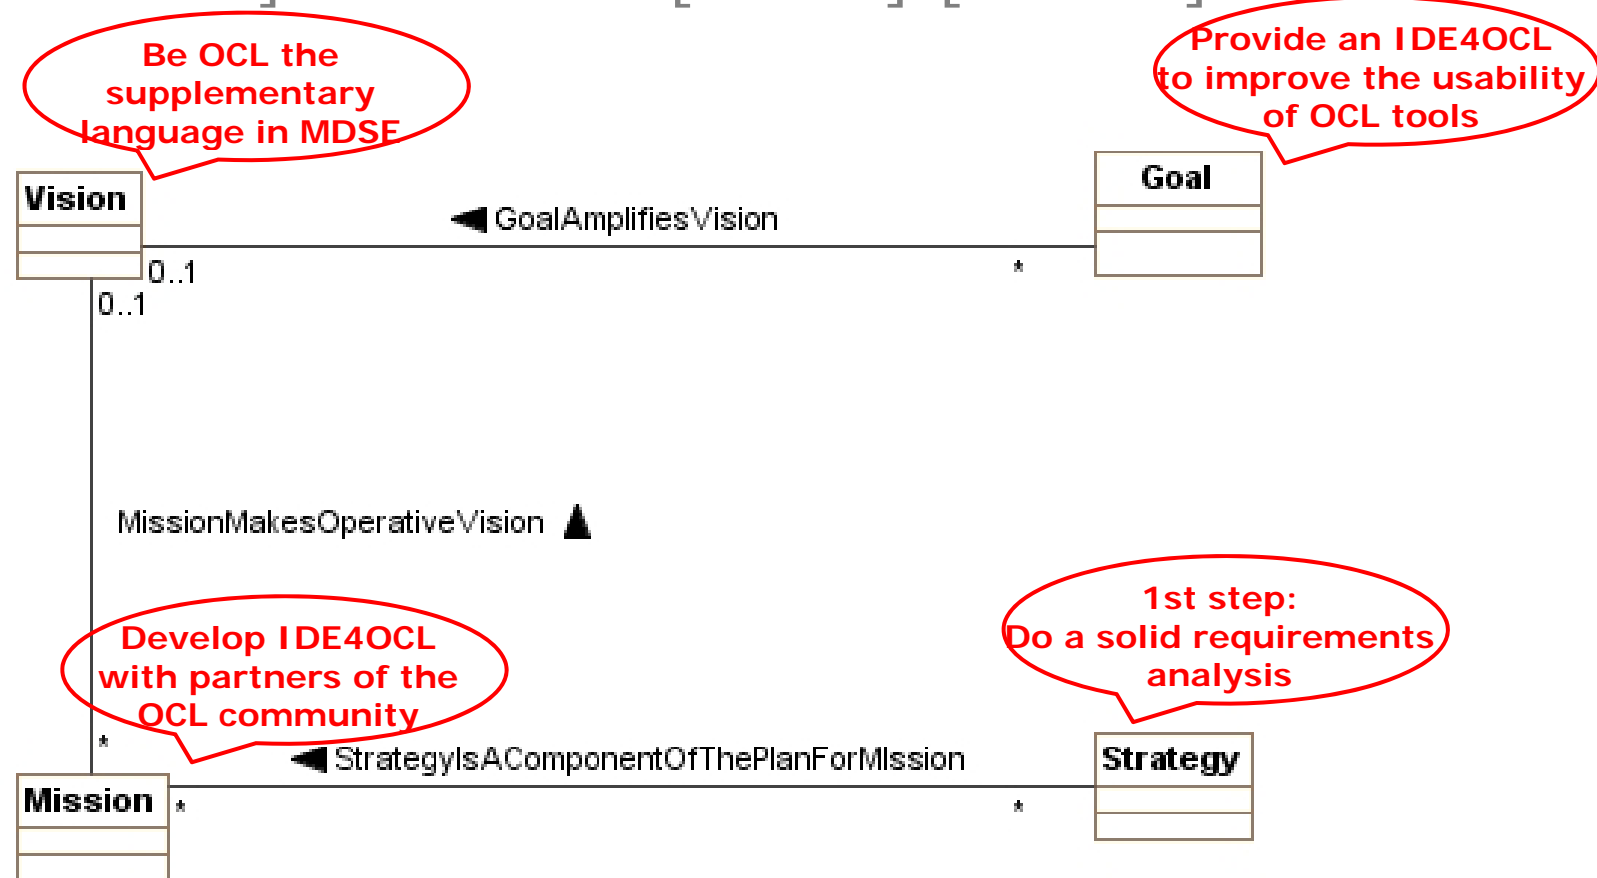 Be OCL the
supplementary
language in MDSE
Provide an IDE4OCL
to improve the usability
of OCL tools
Vision
Goal
GoalAmplifiesVision
0..1
*
0..1
MissionMakesOperativeVision
1st step:
Do a solid requirements
analysis
Develop IDE4OCL
with partners of the
OCL community
*
StrategyIsAComponentOfThePlanForMIssion
Strategy
Mission
*
*